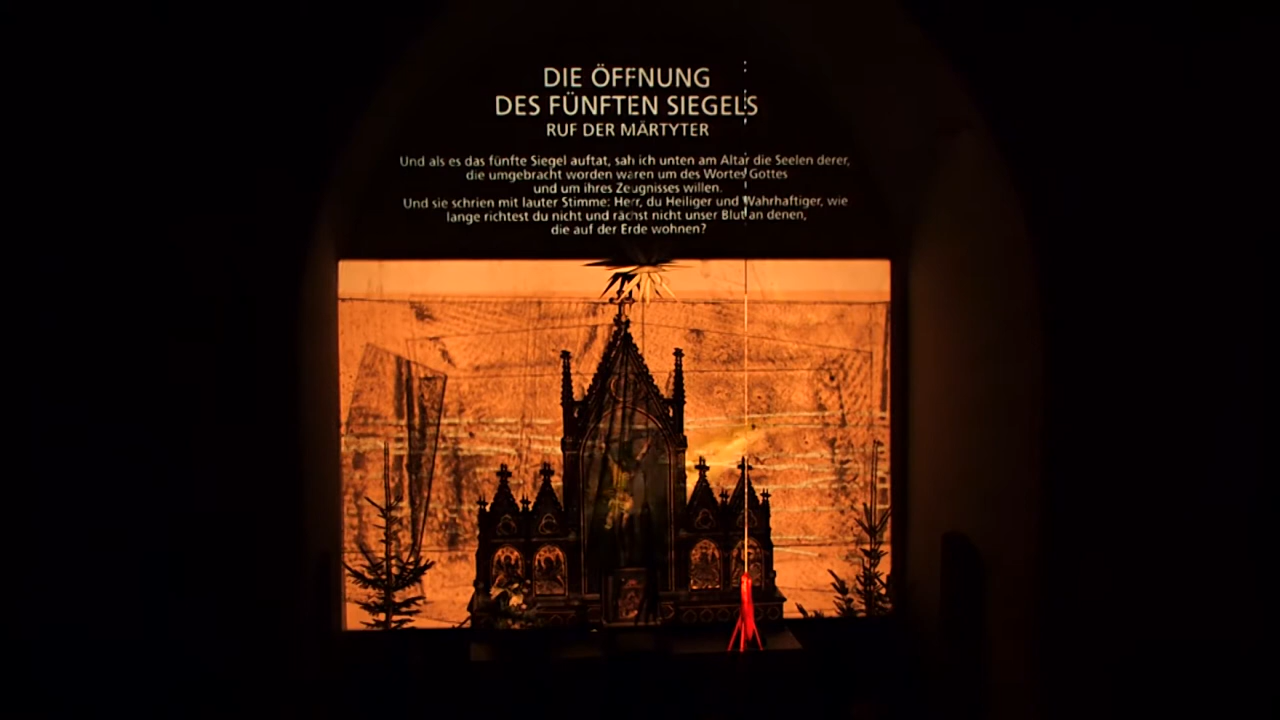 DIE ÖFFNUNG
DES FÜNFTEN SIEGELS
RUF DER MÄRTYTER
Und als es das fünfte Siegel auftat, sah ich unten am Altar die Seelen derer,
die umgebracht worden waren um des Wortes Gottes
und um ihres Zeugnisses willen.
Und sie schrien mit lauter Stimme: Herr, du Heiliger und Wahrhaftiger, wie
lange richtest du nicht und rächst nicht unser Blut an denen,
die auf der Erde wohnen?